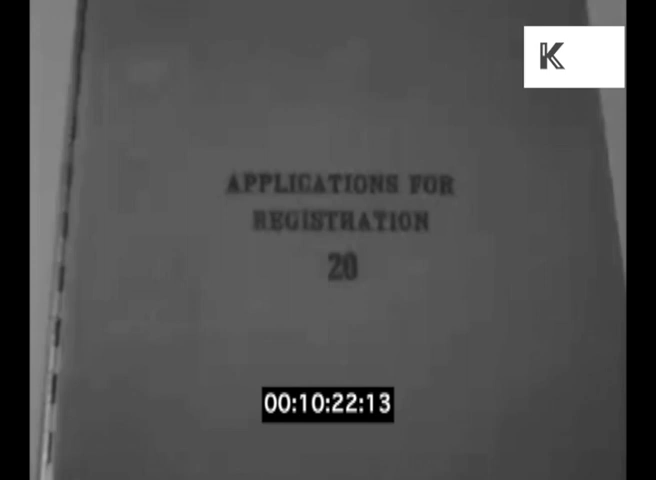 K
APPLICATIONS FOR
REGISTRATION
20
00:10:22:13